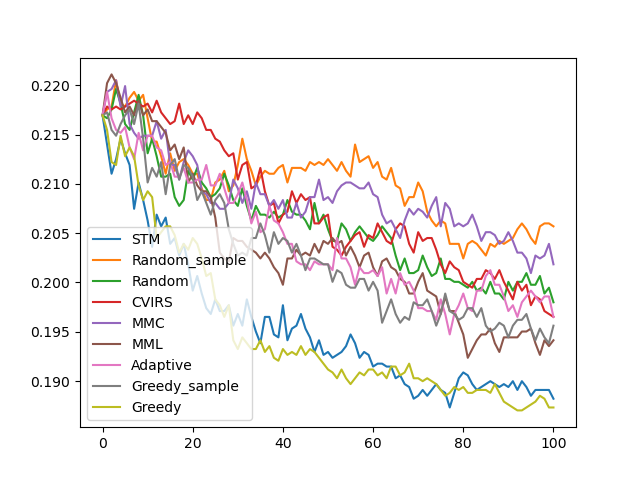 0.220
0.215
0.210
0.205
0.200
0.195
0.190
0
20
40
60
80
100
STM
Random_sample
Random
CVIRS
MMC
MML
Adaptive
Greedy_sample
Greedy